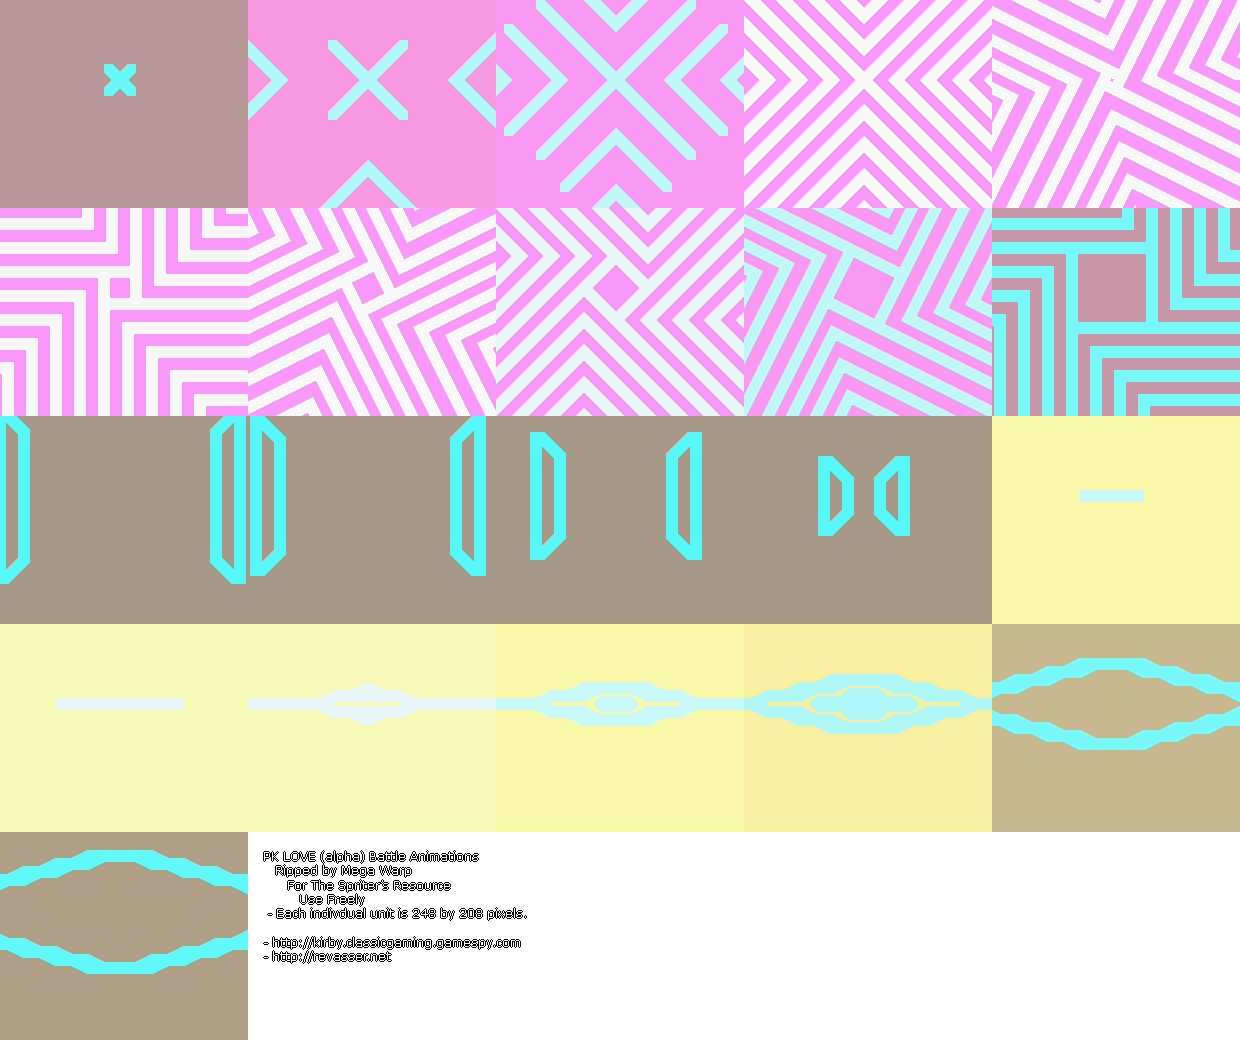 PK LOVE (alpha) Battle Animations
Ripped by Mega Warp
For The Spriter's Resource
Use Freely
- Each indivdual unit is 248 by 208 pixels.
- http://kirby.classicgaming.gamespy.com
- http://revasser.net